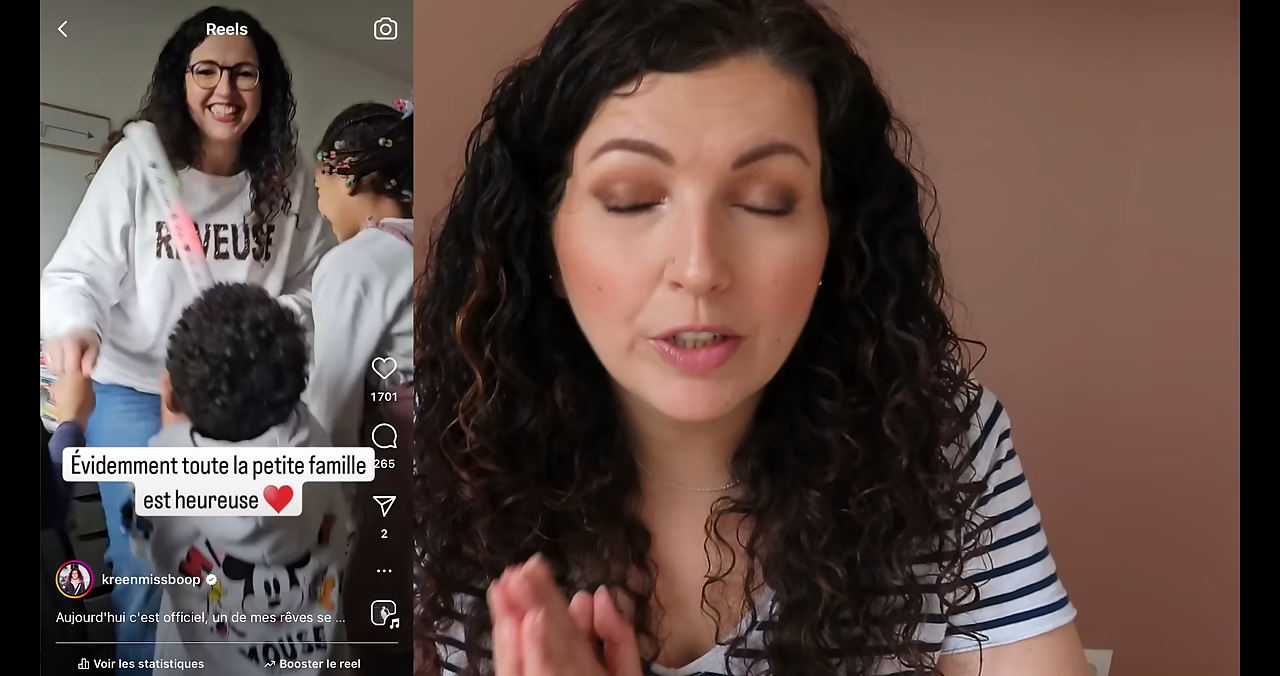 Reels
RÊVEUSE
1701
Évidemment toute la petite famille
265
est heureuse ❤️
2
kreenmissboop
Aujourd'hui c'est officiel, un de mes rêves se ...
MOUSE
Voir les statistiques
Booster le reel